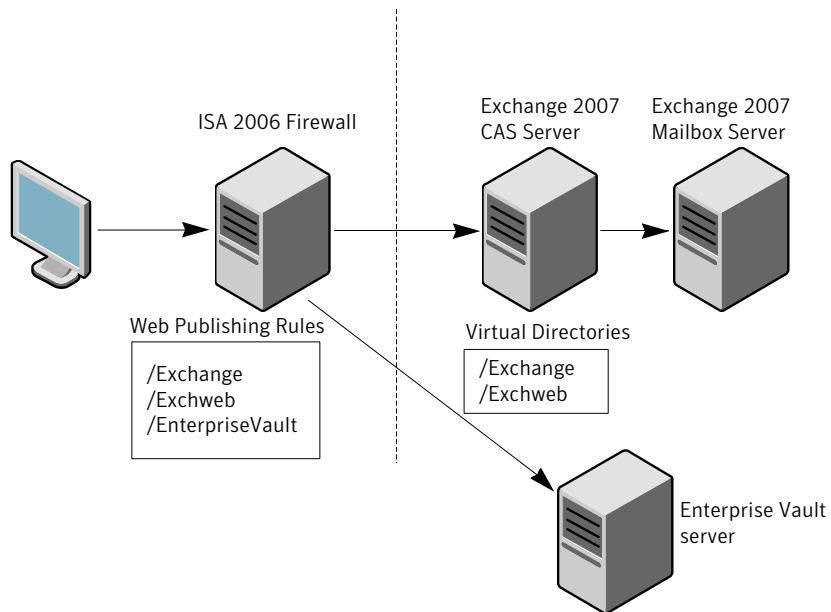 ISA 2006 Firewall
Exchange 2007
CAS Server
Exchange 2007
Mailbox Server
Web Publishing Rules
/Exchange
/Exchweb
/EnterpriseVault
Virtual Directories
/Exchange
/Exchweb
Enterprise Vault
server